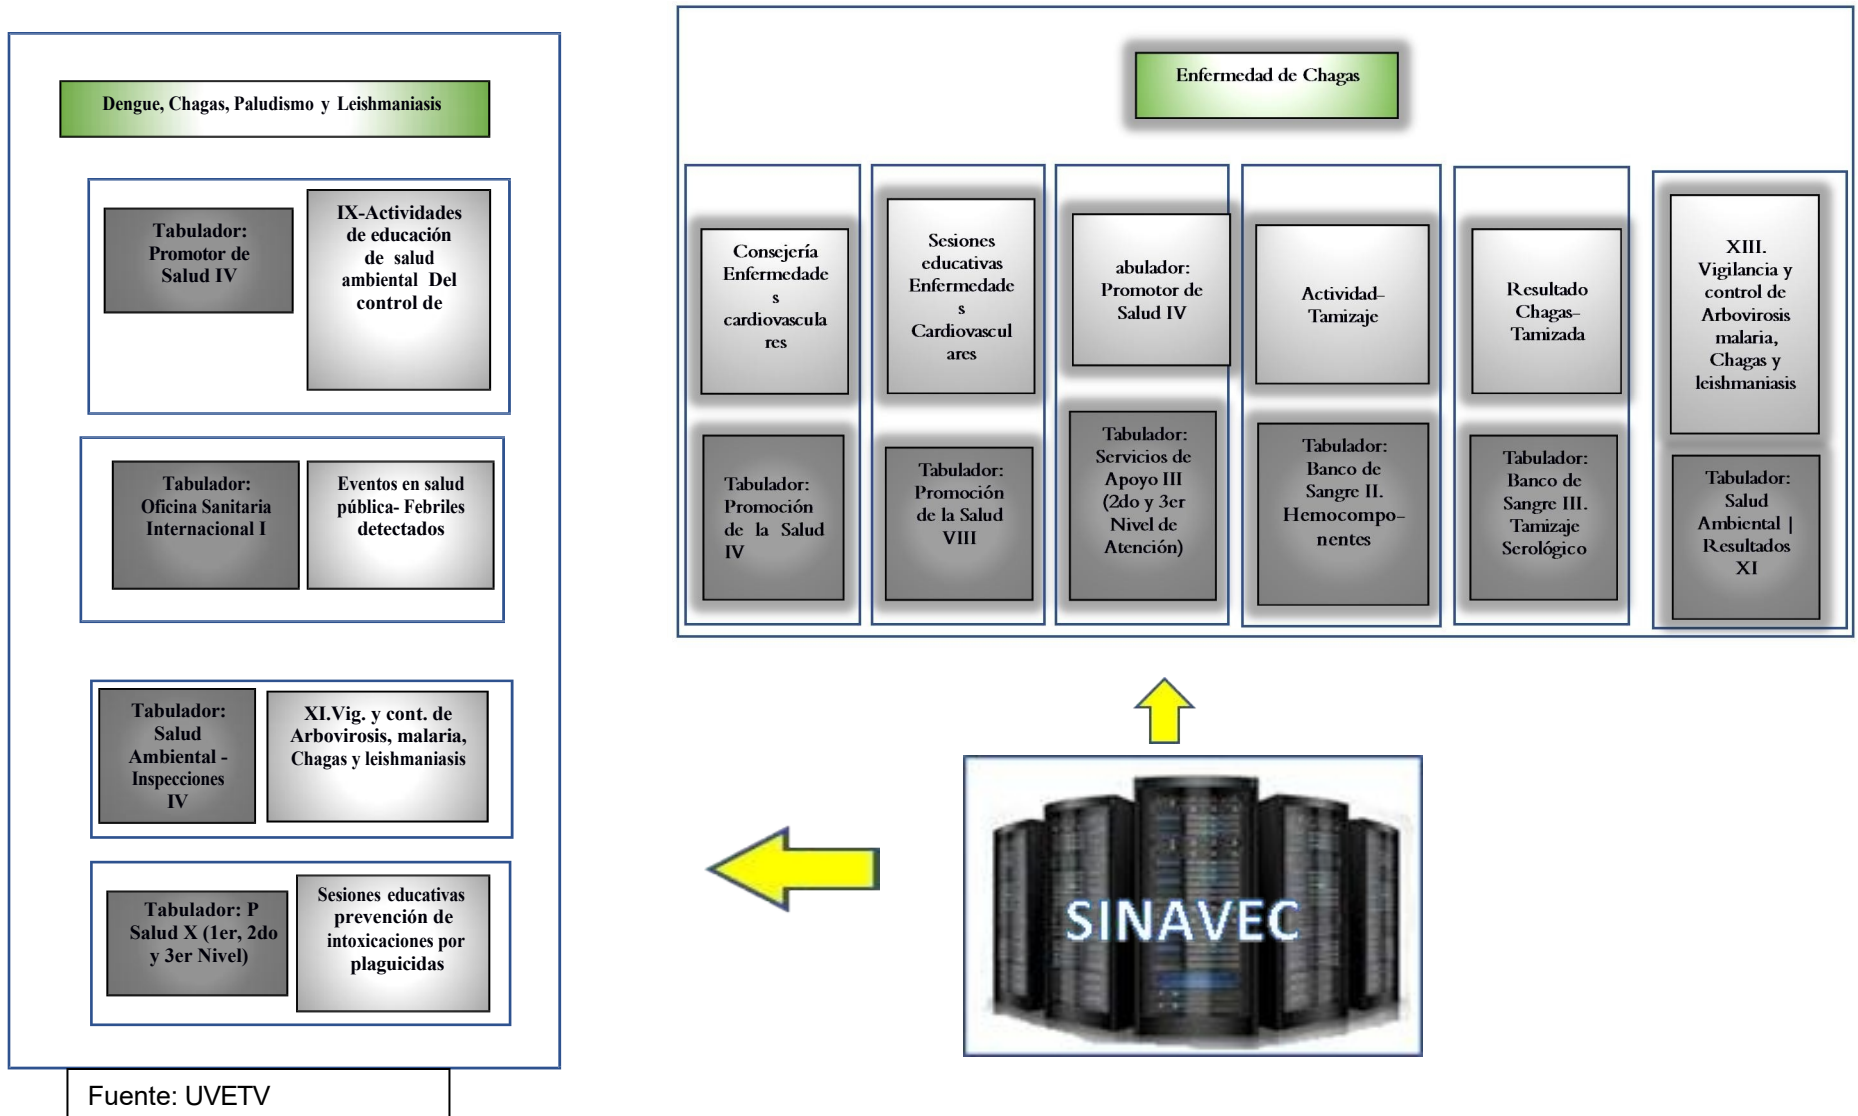 Dengue, Chagas, Paludismo y Leishmaniasis
Tabulador:
Promotor de
Salud IV
IX-Actividades
de educación
de salud
ambiental Del
control de
Tabulador:
Oficina Sanitaria
Internacional I
Eventos en salud
pública- Febriles
detectados
Tabulador:
Salud
Ambiental -
Inspecciones
IV
XI.Vig. y cont. de
Arbovirosis, malaria,
Chagas y leishmaniasis
Tabulador: P
Salud X (1er, 2do
y 3er Nivel)
Sesiones educativas
prevención de
intoxicaciones por
plaguicidas
Fuente: UVETV
Enfermedad de Chagas
Consejería
Enfermedade
s
cardiovascula
res
Tabulador:
Promoción
de la Salud
IV
Sesiones
educativas
Enfermedade
s
Cardiovascul
ares
Tabulador:
Promoción
de la Salud
VIII
abulador:
Promotor de
Salud IV
Tabulador:
Servicios de
Apoyo III
(2do y 3er
Nivel de
Atención)
Actividad-
Tamizaje
Tabulador:
Banco de
Sangre II.
Hemocompo-
nentes
Resultado
Chagas-
Tamizada
Tabulador:
Banco de
Sangre III.
Tamizaje
Serológico
XIII.
Vigilancia y
control de
Arbovirosis
malaria,
Chagas y
leishmaniasis
Tabulador:
Salud
Ambiental |
Resultados
XI
SINAVEC